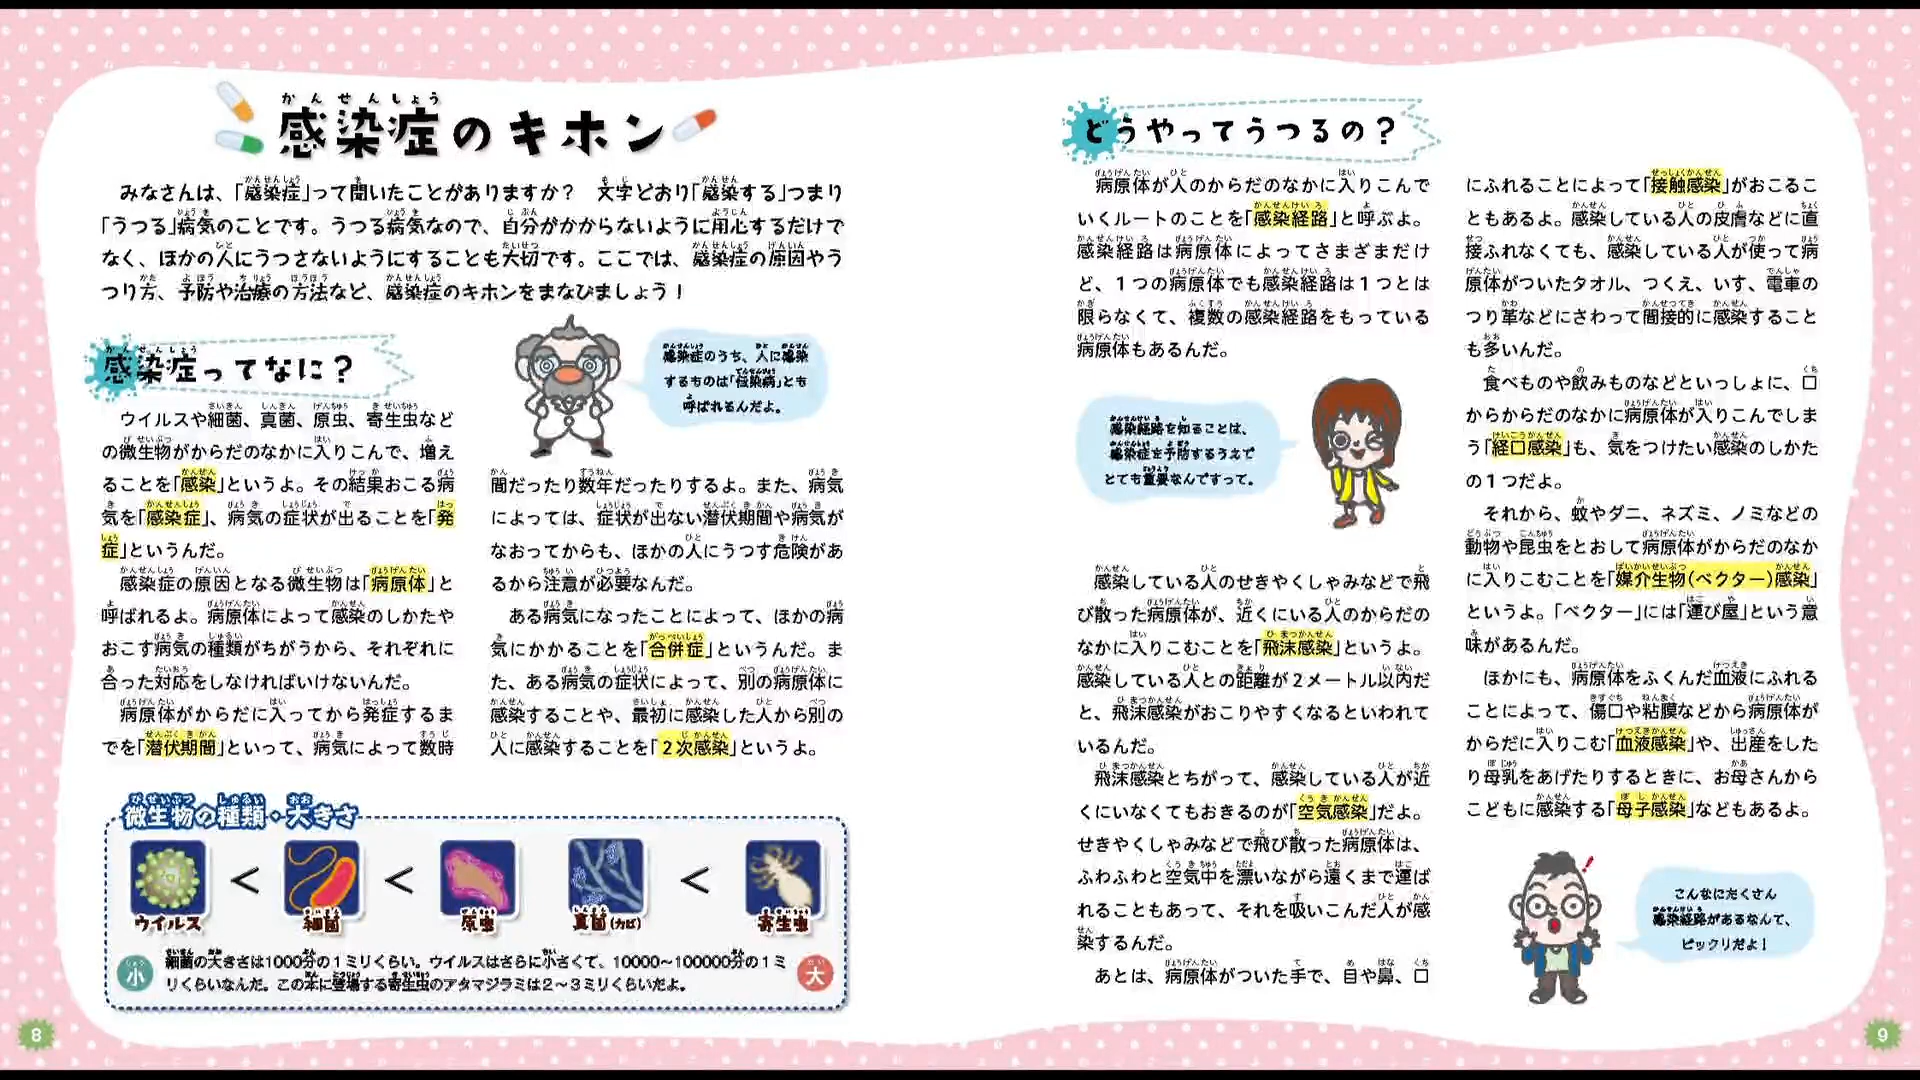 感染症のキホン
みなさんは、「感染症」って聞いたことがありますか？　文字どおり「感染する」つまり
「うつる」病気のことです。うつる病気なので、自分がかからないように用心するだけで
なく、ほかの人にうつさないようにすることも大切です。ここでは、感染症の原因やう
つり方、予防や治療の方法など、感染症のキホンをまなびましょう！
感染症ってなに？
ウイルスや細菌、真菌、原虫、寄生虫など
の微生物がからだのなかに入りこんで、増え
ることを「感染」というよ。その結果おこる病
気を「感染症」、病気の症状が出ることを「発
症」というんだ。
感染症の原因となる微生物は「病原体」と
呼ばれるよ。病原体によって感染のしかたや
おこす病気の種類がちがうから、それぞれに
合った対応をしなければいけないんだ。
病原体がからだに入ってから発症するま
でを「潜伏期間」といって、病気によって数時
感染症のうち、人に感染
するものは「伝染病」とも
呼ばれるんだよ。
間だったり数年だったりするよ。また、病気
によっては、症状が出ない潜伏期間や病気が
なおってからも、ほかの人にうつす危険があ
るから注意が必要なんだ。
ある病気になったことによって、ほかの病
気にかかることを「合併症」というんだ。ま
た、ある病気の症状によって、別の病原体に
感染することや、最初に感染した人から別の
人に感染することを「2次感染」というよ。
微生物の種類・大きさ
ウイルス < 細菌 < 原虫 真菌(カビ) < 寄生虫
小
細菌の大きさは1000分の1ミリくらい。ウイルスはさらに小さくて、10000〜100000分の1ミ
リくらいなんだ。この本に登場する寄生虫のアタマジラミは2〜3ミリくらいだよ。
大
8
どうやってうつるの？
病原体が人のからだのなかに入りこんで
いくルートのことを「感染経路」と呼ぶよ。
感染経路は病原体によってさまざまだけ
ど、1つの病原体でも感染経路は1つとは
限らなくて、複数の感染経路をもっている
病原体もあるんだ。
感染経路を知ることは、
感染症を予防するうえで
とても重要なんですって。
感染している人のせきやくしゃみなどで飛
び散った病原体が、近くにいる人のからだの
なかに入りこむことを「飛沫感染」というよ。
感染している人との距離が2メートル以内だ
と、飛沫感染がおこりやすくなるといわれて
いるんだ。
飛沫感染とちがって、感染している人が近
くにいなくてもおきるのが「空気感染」だよ。
せきやくしゃみなどで飛び散った病原体は、
ふわふわと空気中を漂いながら遠くまで運ば
れることもあって、それを吸いこんだ人が感
染するんだ。
あとは、病原体がついた手で、目や鼻、口
にふれることによって「接触感染」がおこるこ
ともあるよ。感染している人の皮膚などに直
接ふれなくても、感染している人が使って病
原体がついたタオル、つくえ、いす、電車の
つり革などにさわって間接的に感染すること
も多いんだ。
食べものや飲みものなどといっしょに、口
からからだのなかに病原体が入りこんでしま
う「経口感染」も、気をつけたい感染のしかた
の1つだよ。
それから、蚊やダニ、ネズミ、ノミなどの
動物や昆虫をとおして病原体がからだのなか
に入りこむことを「媒介生物(ベクター)感染」
というよ。「ベクター」には「運び屋」という意
味があるんだ。
ほかにも、病原体をふくんだ血液にふれる
ことによって、傷口や粘膜などから病原体が
からだに入りこむ「血液感染」や、出産をした
り母乳をあげたりするときに、お母さんから
こどもに感染する「母子感染」などもあるよ。
こんなにたくさん
感染経路があるなんて、
ビックリだよ！
9